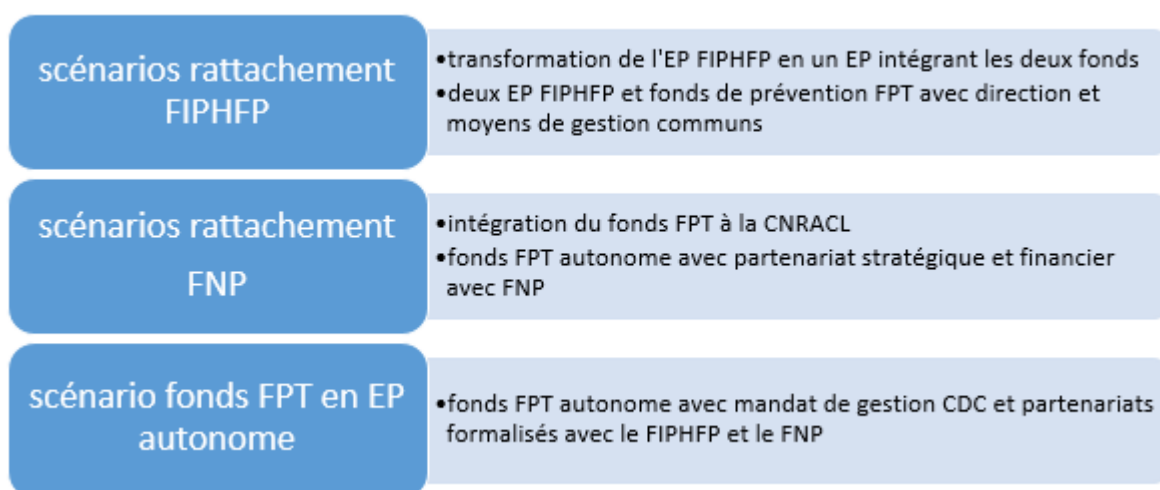 scénarios rattachement
FIPHFP
•transformation de l'EP FIPHFP en un EP intégrant les deux fonds
•deux EP FIPHFP et fonds de prévention FPT avec direction et
moyens de gestion communs
scénarios rattachement
FNP
•intégration du fonds FPT à la CNRACL
•fonds FPT autonome avec partenariat stratégique et financier
avec FNP
scénario fonds FPT en EP
autonome
•fonds FPT autonome avec mandat de gestion CDC et partenariats
formalisés avec le FIPHFP et le FNP